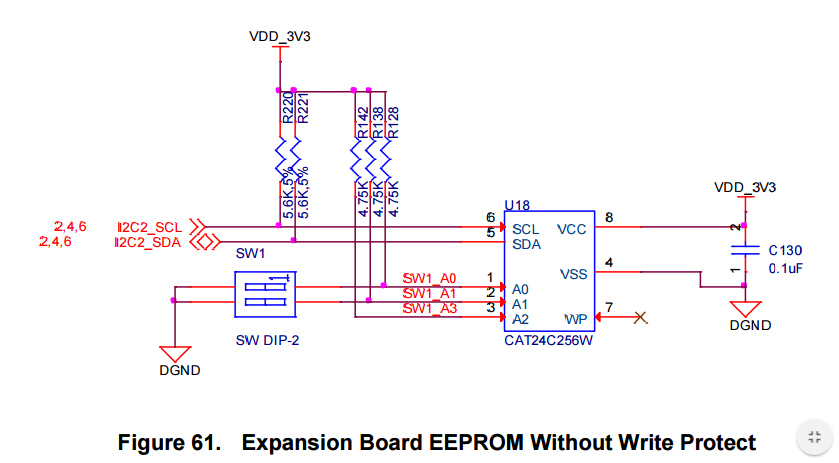 VDD_3V3
R220
R221
R142
R138
R128
5.6K,5%
5.6K,5%
4.75K
4.75K
4.75K
VDD_3V3
U18
2,4,6 I2C2_SCL 6 SCL VCC 8
2,4,6 I2C2_SDA 5 SDA
2
C130
0.1uF
1
SW1
VSS 4
SW1_A0 1 A0
SW1_A1 2 A1
SW1_A3 3 A2 WP 7
DGND
SW DIP-2
CAT24C256W
DGND
Figure 61. Expansion Board EEPROM Without Write Protect